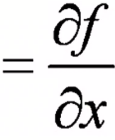 = ∂f/∂x